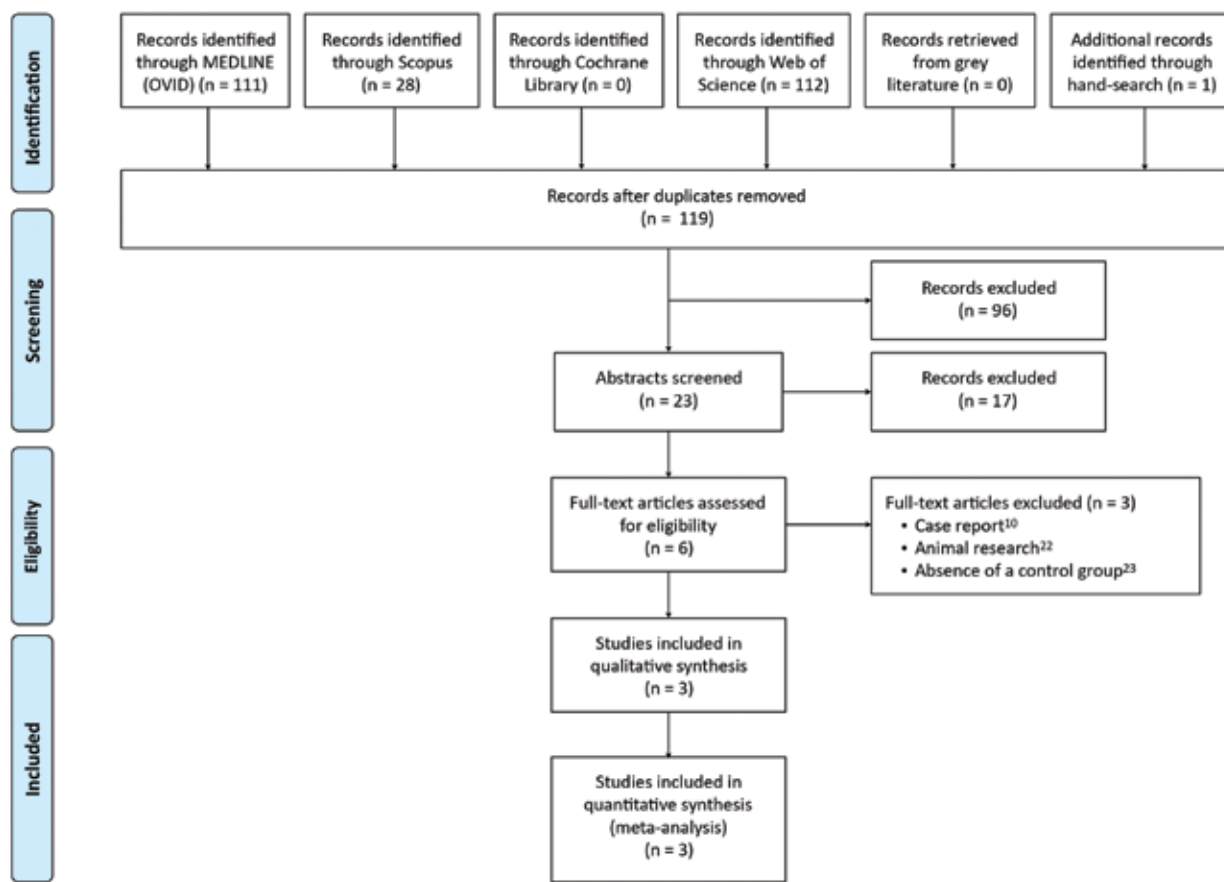 Identification
Records identified
through MEDLINE
(OVID) (n = 111)
Records identified
through Scopus
(n = 28)
Records identified
through Cochrane
Library (n = 0)
Records identified
through Web of
Science (n = 112)
Records retrieved
from grey
literature (n = 0)
Additional records
identified through
hand-search (n = 1)
Records after duplicates removed
(n = 119)
Screening
Records excluded
(n = 96)
Abstracts screened
(n = 23)
Records excluded
(n = 17)
Eligibility
Full-text articles assessed
for eligibility
(n = 6)
Full-text articles excluded (n = 3)
• Case report¹⁰
• Animal research²²
• Absence of a control group²³
Included
Studies included in
qualitative synthesis
(n = 3)
Studies included in
quantitative synthesis
(meta-analysis)
(n = 3)